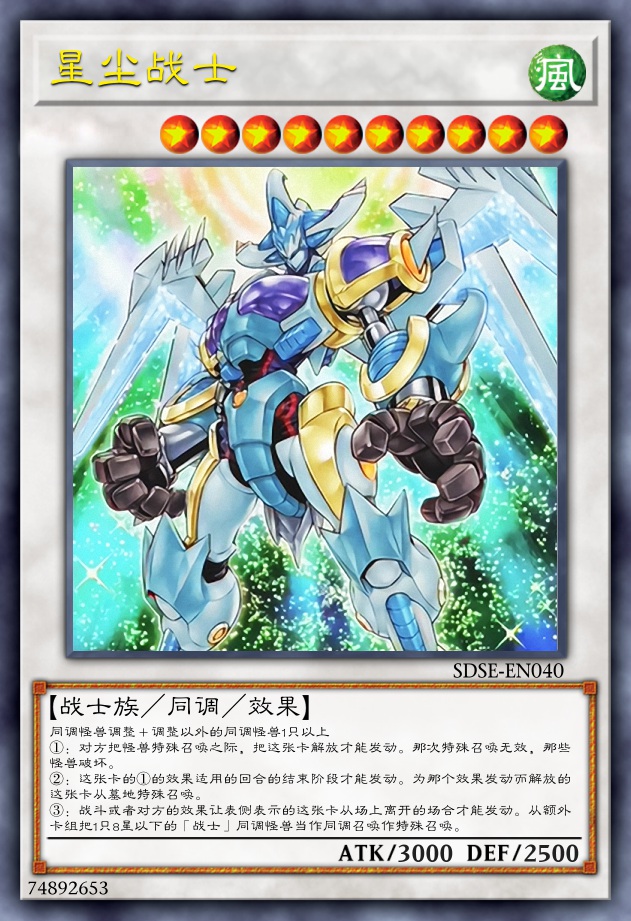 星尘战士
風
SDSE-EN040
【战士族／同调／效果】
同调怪兽调整＋调整以外的同调怪兽1只以上
①：对方把怪兽特殊召唤之际，把这张卡解放才能发动。那次特殊召唤无效，那些
怪兽破坏。
②：这张卡的①的效果适用的回合的结束阶段才能发动。为那个效果发动而解放的
这张卡从墓地特殊召唤。
③：战斗或者对方的效果让表侧表示的这张卡从场上离开的场合才能发动。从额外
卡组把1只8星以下的「战士」同调怪兽当作同调召唤作特殊召唤。
ATK/3000 DEF/2500
74892653